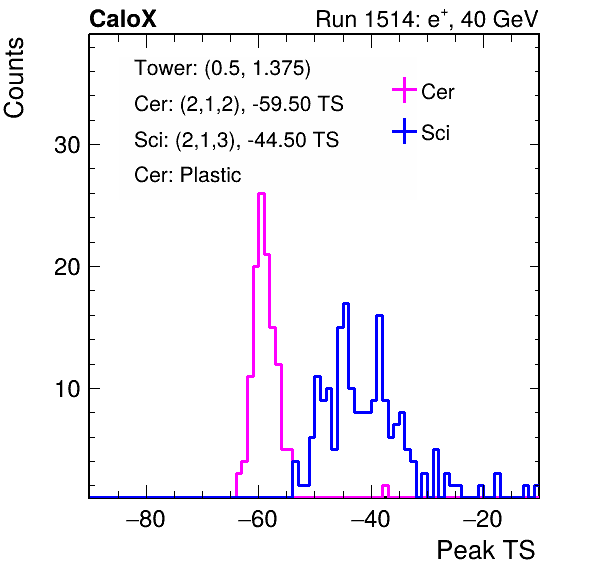 CaloX Run 1514: e⁺, 40 GeV
Counts
Tower: (0.5, 1.375)
Cer: (2,1,2), -59.50 TS
Sci: (2,1,3), -44.50 TS
Cer: Plastic
Cer
Sci
30
20
10
−80 −60 −40 −20
Peak TS